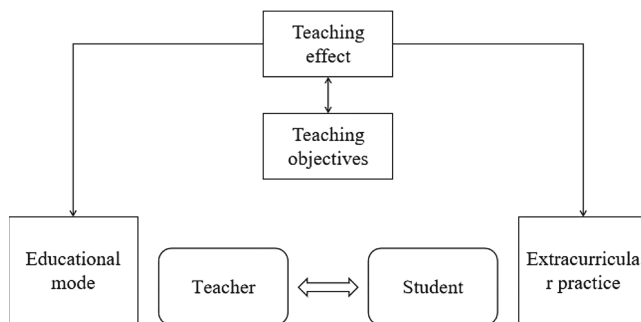 Teaching
effect
Teaching
objectives
Educational
mode
Teacher
Student
Extracurricula
r practice